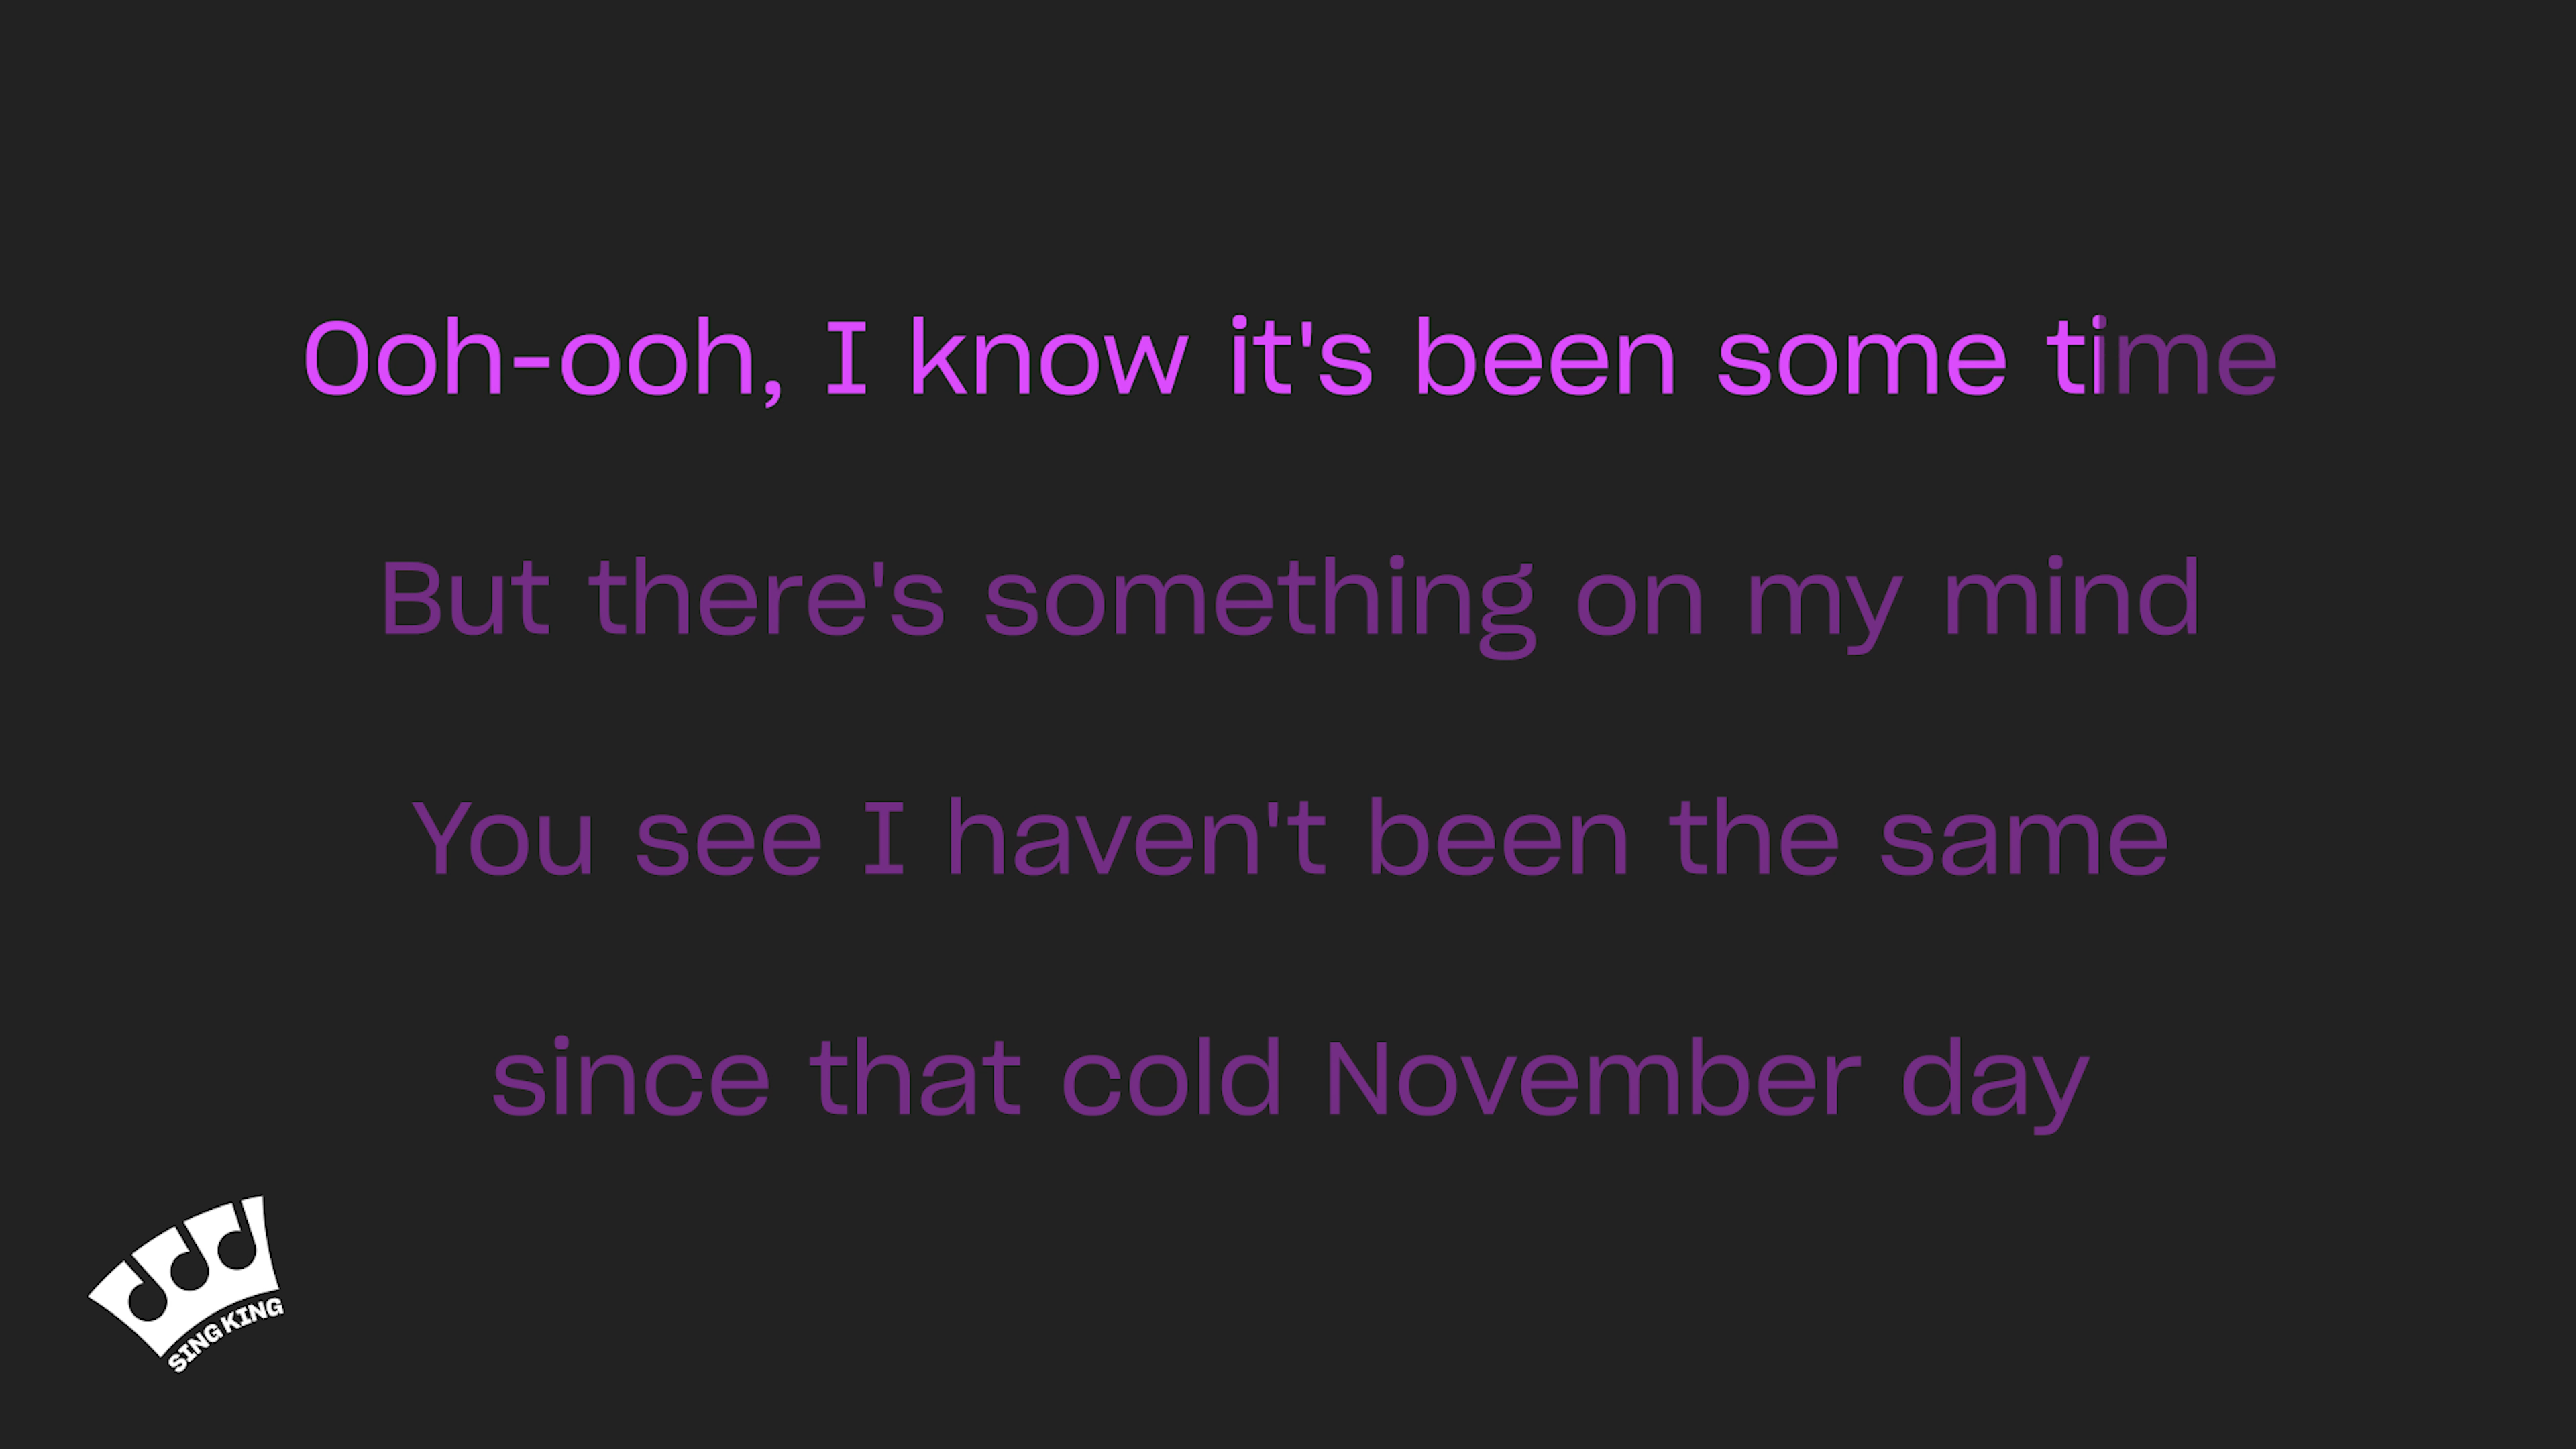 Ooh-ooh, I know it's been some time
But there's something on my mind
You see I haven't been the same
since that cold November day
SING KING